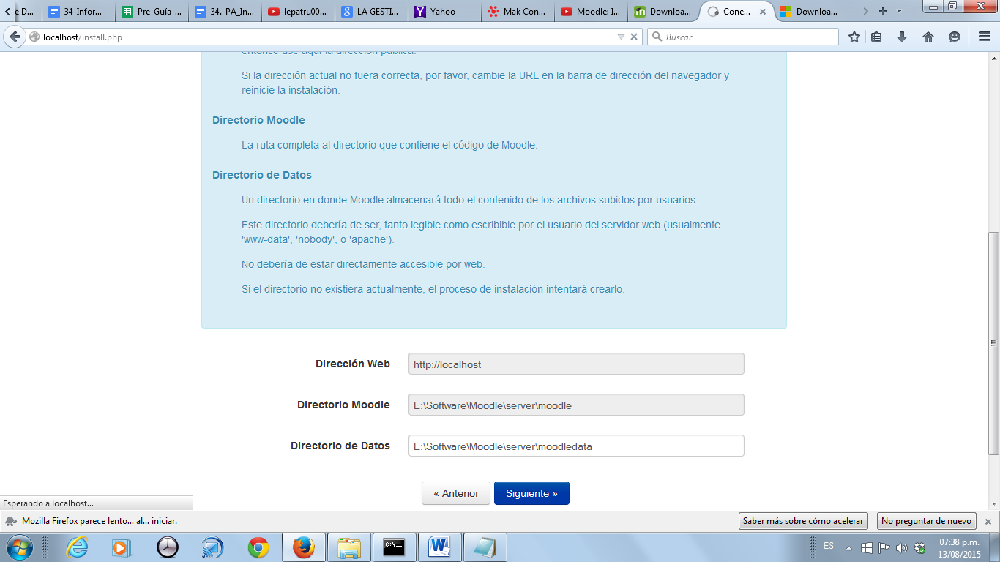 e D...
34-Infor...
Pre-Guía-...
34.-PA_In...
lepatru00...
LA GESTI...
Yahoo
Mak Con...
Moodle: I...
Downloa...
Cone...
Downloa...
localhost/install.php
Buscar
entonce use aquí la dirección pública.
Si la dirección actual no fuera correcta, por favor, cambie la URL en la barra de dirección del navegador y
reinicie la instalación.
Directorio Moodle
La ruta completa al directorio que contiene el código de Moodle.
Directorio de Datos
Un directorio en donde Moodle almacenará todo el contenido de los archivos subidos por usuarios.
Este directorio debería de ser, tanto legible como escribible por el usuario del servidor web (usualmente
'www-data', 'nobody', o 'apache').
No debería de estar directamente accesible por web.
Si el directorio no existiera actualmente, el proceso de instalación intentará crearlo.
Dirección Web
http://localhost
Directorio Moodle
E:\Software\Moodle\server\moodle
Directorio de Datos
E:\Software\Moodle\server\moodledata
« Anterior
Siguiente »
Esperando a localhost...
Mozilla Firefox parece lento... al... iniciar.
Saber más sobre cómo acelerar
No preguntar de nuevo
C:\_
ES
07:38 p.m.
13/08/2015